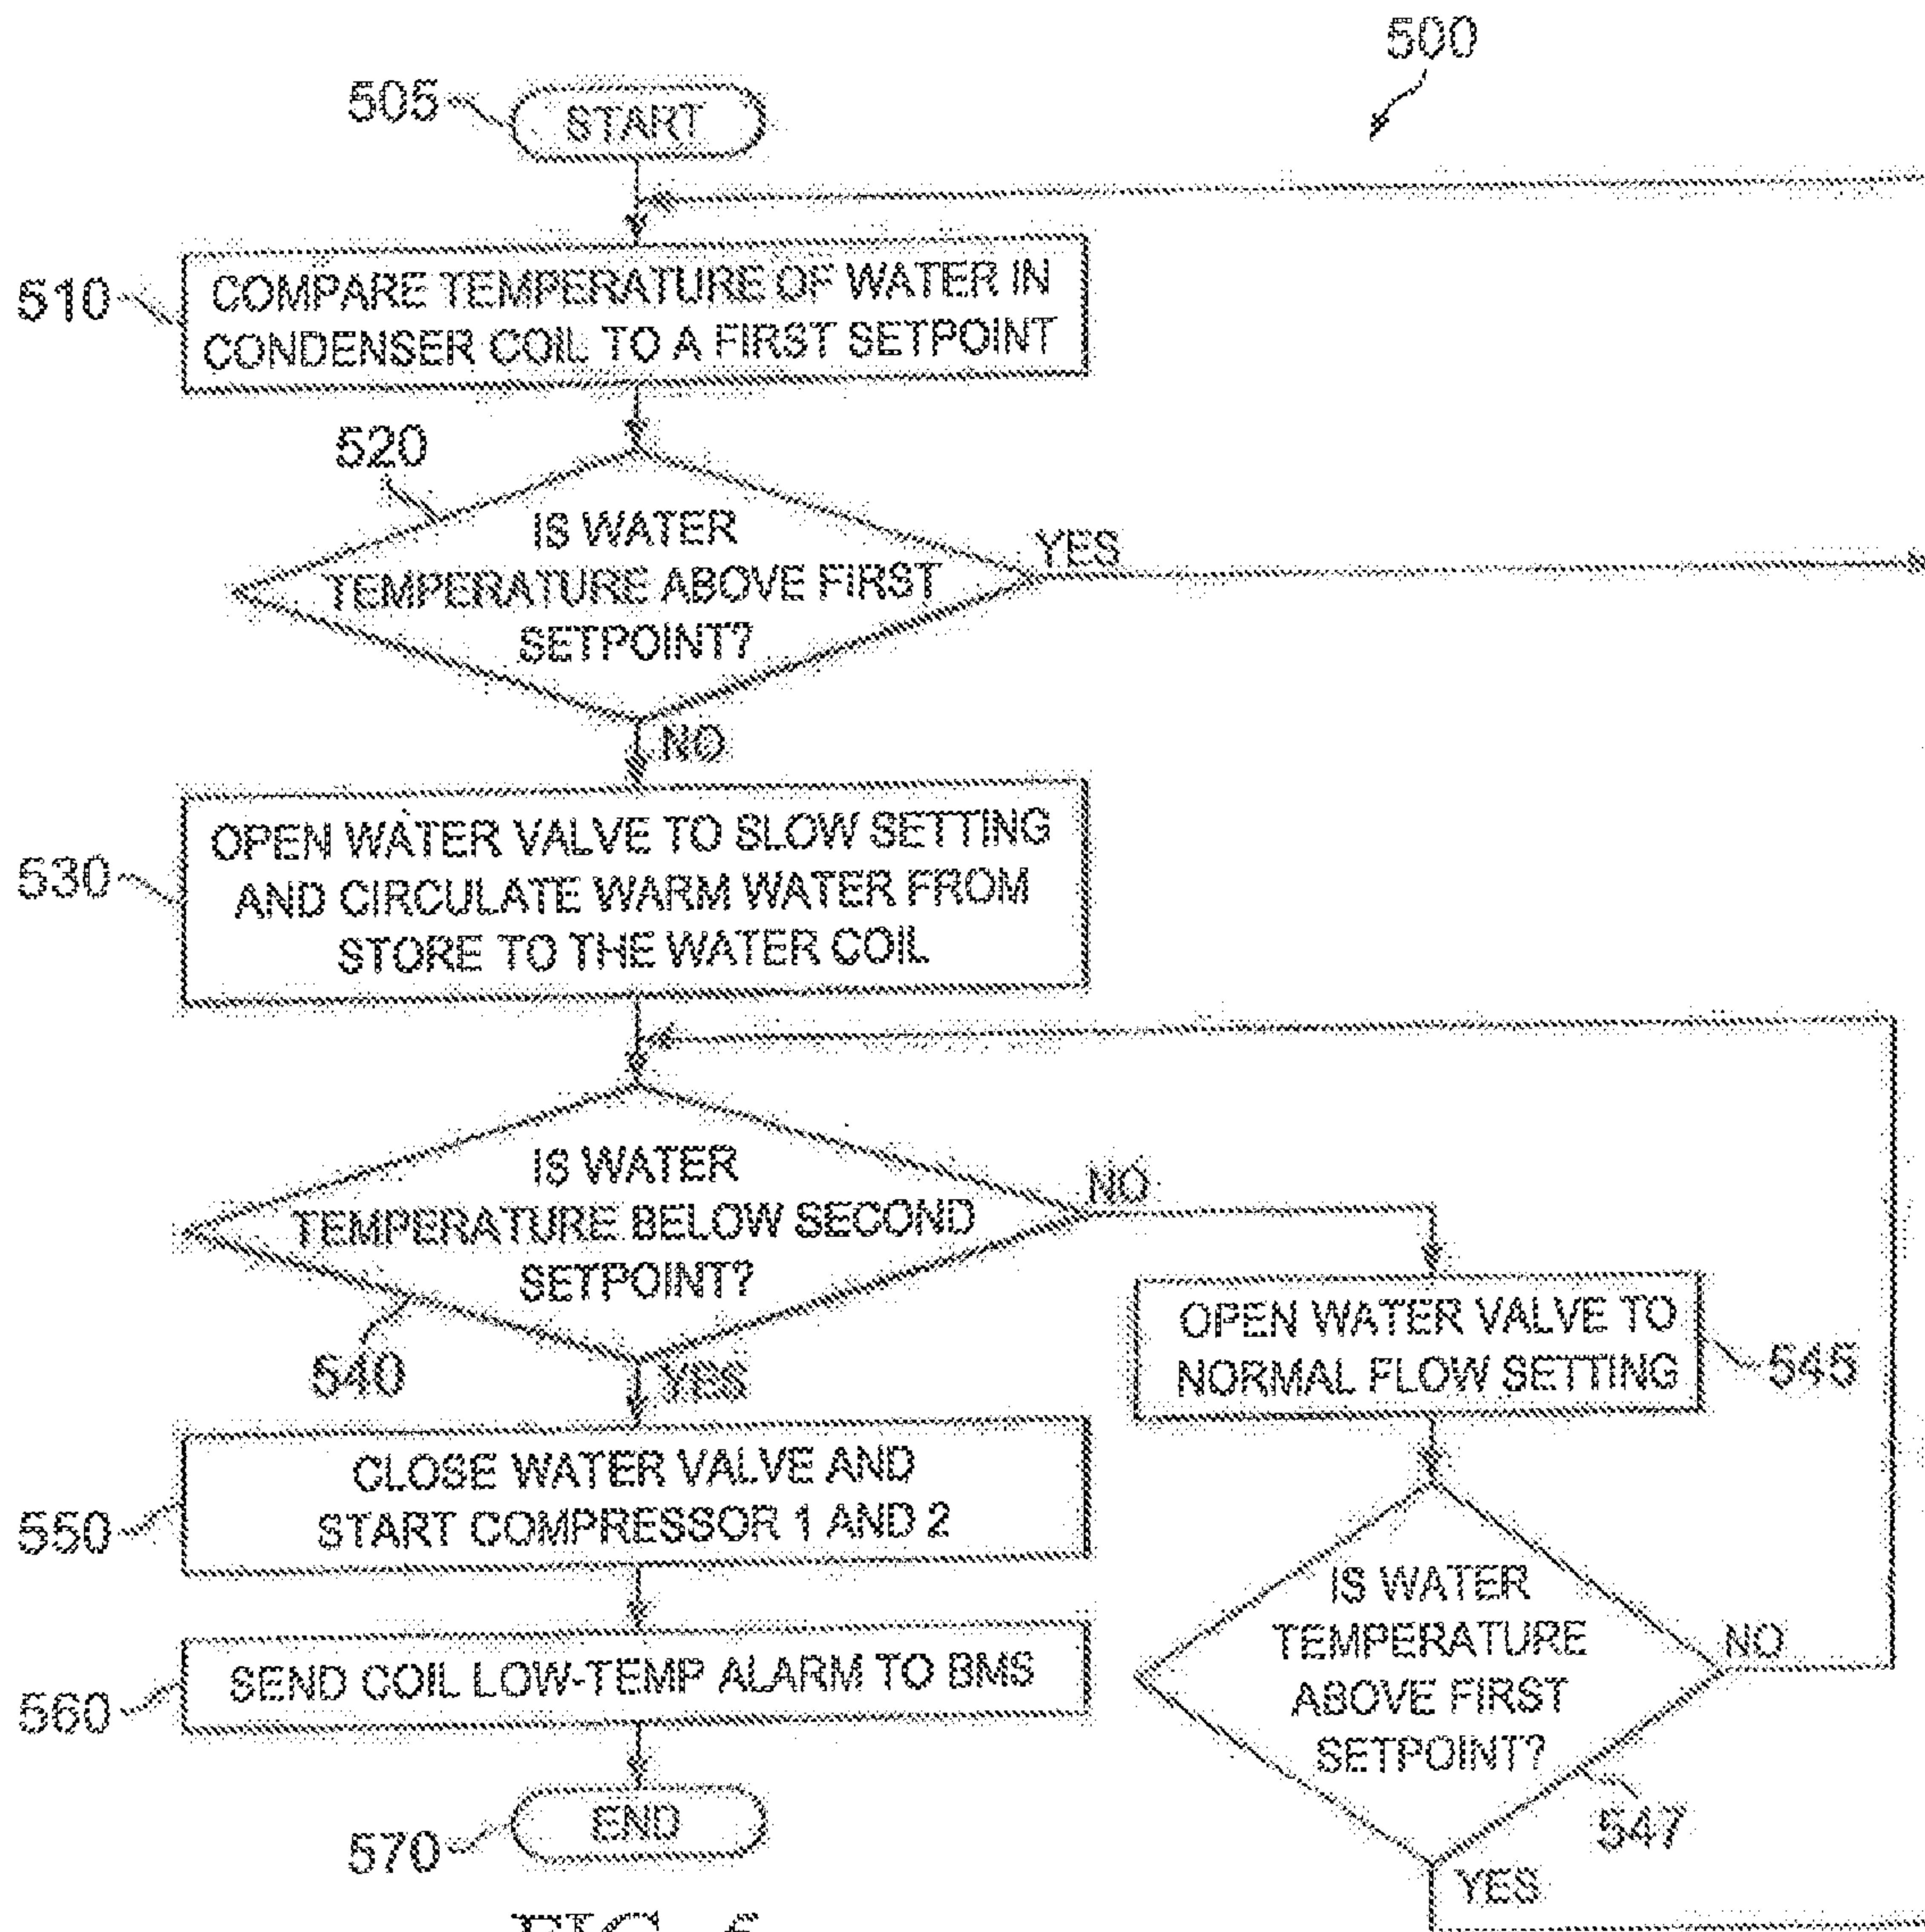 500
505
START
510
COMPARE TEMPERATURE OF WATER IN
CONDENSER COIL TO A FIRST SETPOINT
520
IS WATER
TEMPERATURE ABOVE FIRST
SETPOINT?
YES
NO
530
OPEN WATER VALVE TO SLOW SETTING
AND CIRCULATE WARM WATER FROM
STORE TO THE WATER COIL
IS WATER
TEMPERATURE BELOW SECOND
SETPOINT?
NO
540
YES
OPEN WATER VALVE TO
NORMAL FLOW SETTING
545
550
CLOSE WATER VALVE AND
START COMPRESSOR 1 AND 2
IS WATER
TEMPERATURE
ABOVE FIRST
SETPOINT?
NO
547
YES
560
SEND COIL LOW-TEMP ALARM TO BMS
570
END
FIG.